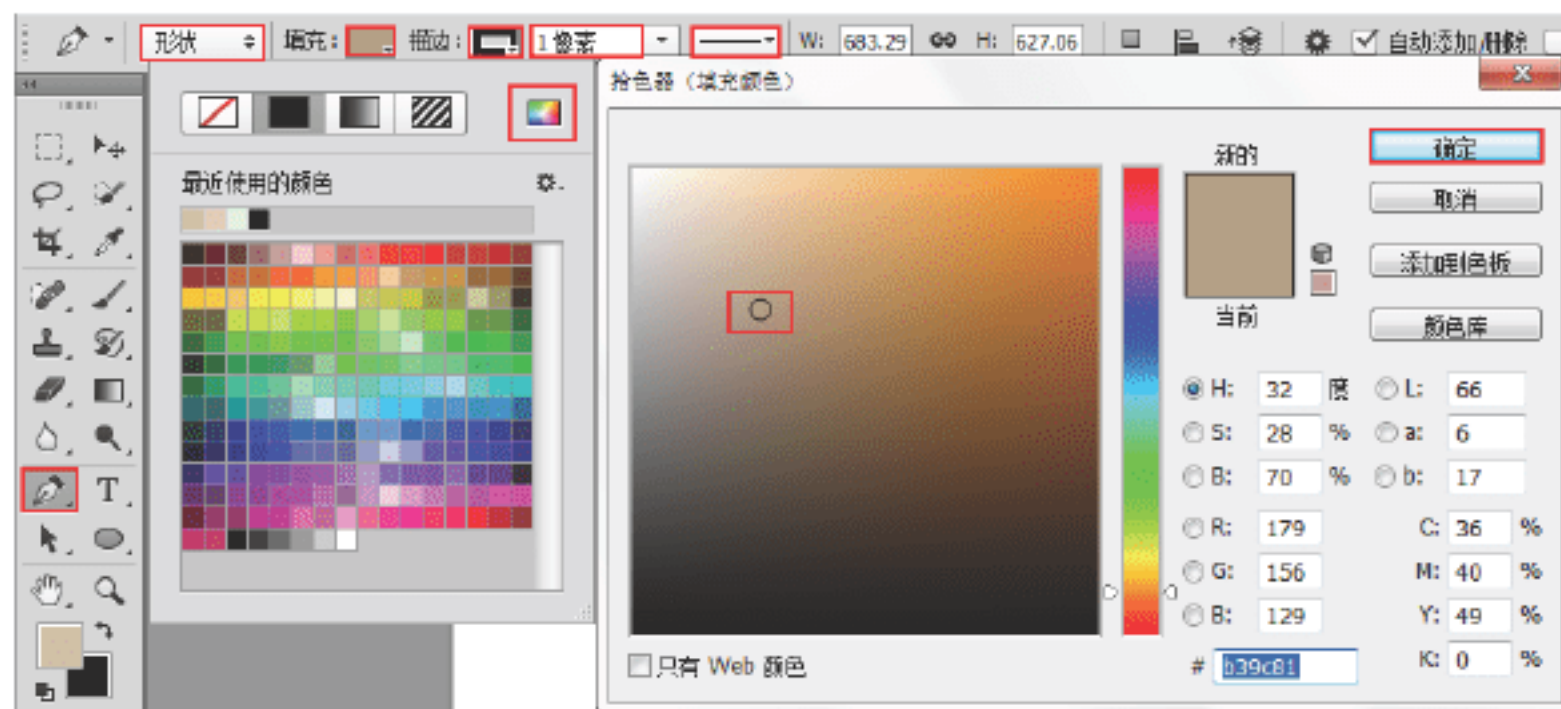 形状 填充： 描边： 1 像素 W: 683.29 H: 627.06 自动添加/删除
拾色器（填充颜色）
最近使用的颜色
新的
当前
确定
取消
添加到色板
颜色库
H: 32 度 L: 66
S: 28 % a: 6
B: 70 % b: 17
R: 179 C: 36 %
G: 156 M: 40 %
B: 129 Y: 49 %
# b39c81 K: 0 %
只有 Web 颜色
T